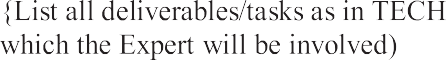 {List all deliverables/tasks as in TECH
which the Expert will be involved)